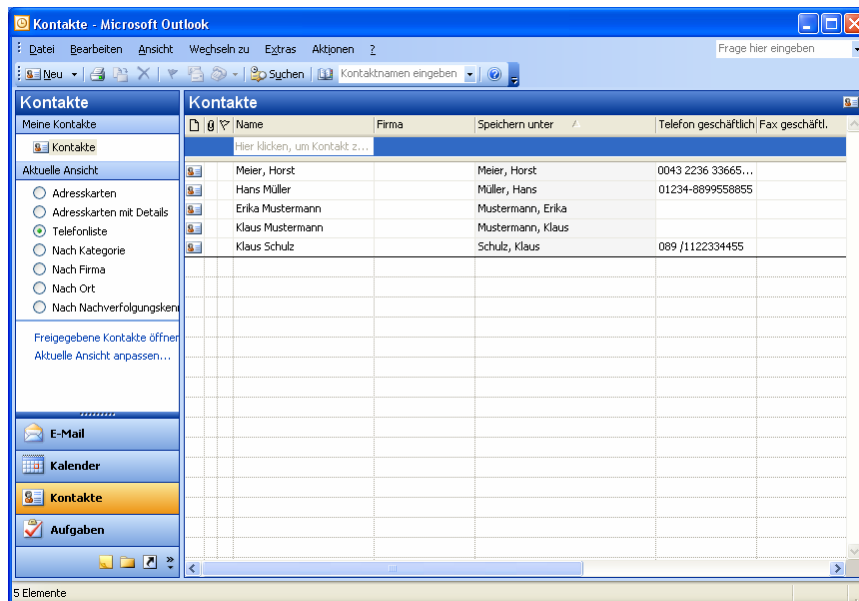 Kontakte - Microsoft Outlook
Datei Bearbeiten Ansicht Wechseln zu Extras Aktionen ? Frage hier eingeben
Neu Suchen Kontaktnamen eingeben
Kontakte
Meine Kontakte
Kontakte
Aktuelle Ansicht
Adresskarten
Adresskarten mit Details
Telefonliste
Nach Kategorie
Nach Firma
Nach Ort
Nach Nachverfolgungskenn
Freigegebene Kontakte öffnen
Aktuelle Ansicht anpassen...
E-Mail
Kalender
Kontakte
Aufgaben
Kontakte
Name Firma Speichern unter Telefon geschäftlich Fax geschäftl.
Hier klicken, um Kontakt z...
Meier, Horst Meier, Horst 0043 2236 33665...
Hans Müller Müller, Hans 01234-8899558855
Erika Mustermann Mustermann, Erika
Klaus Mustermann Mustermann, Klaus
Klaus Schulz Schulz, Klaus 089 /1122334455
5 Elemente